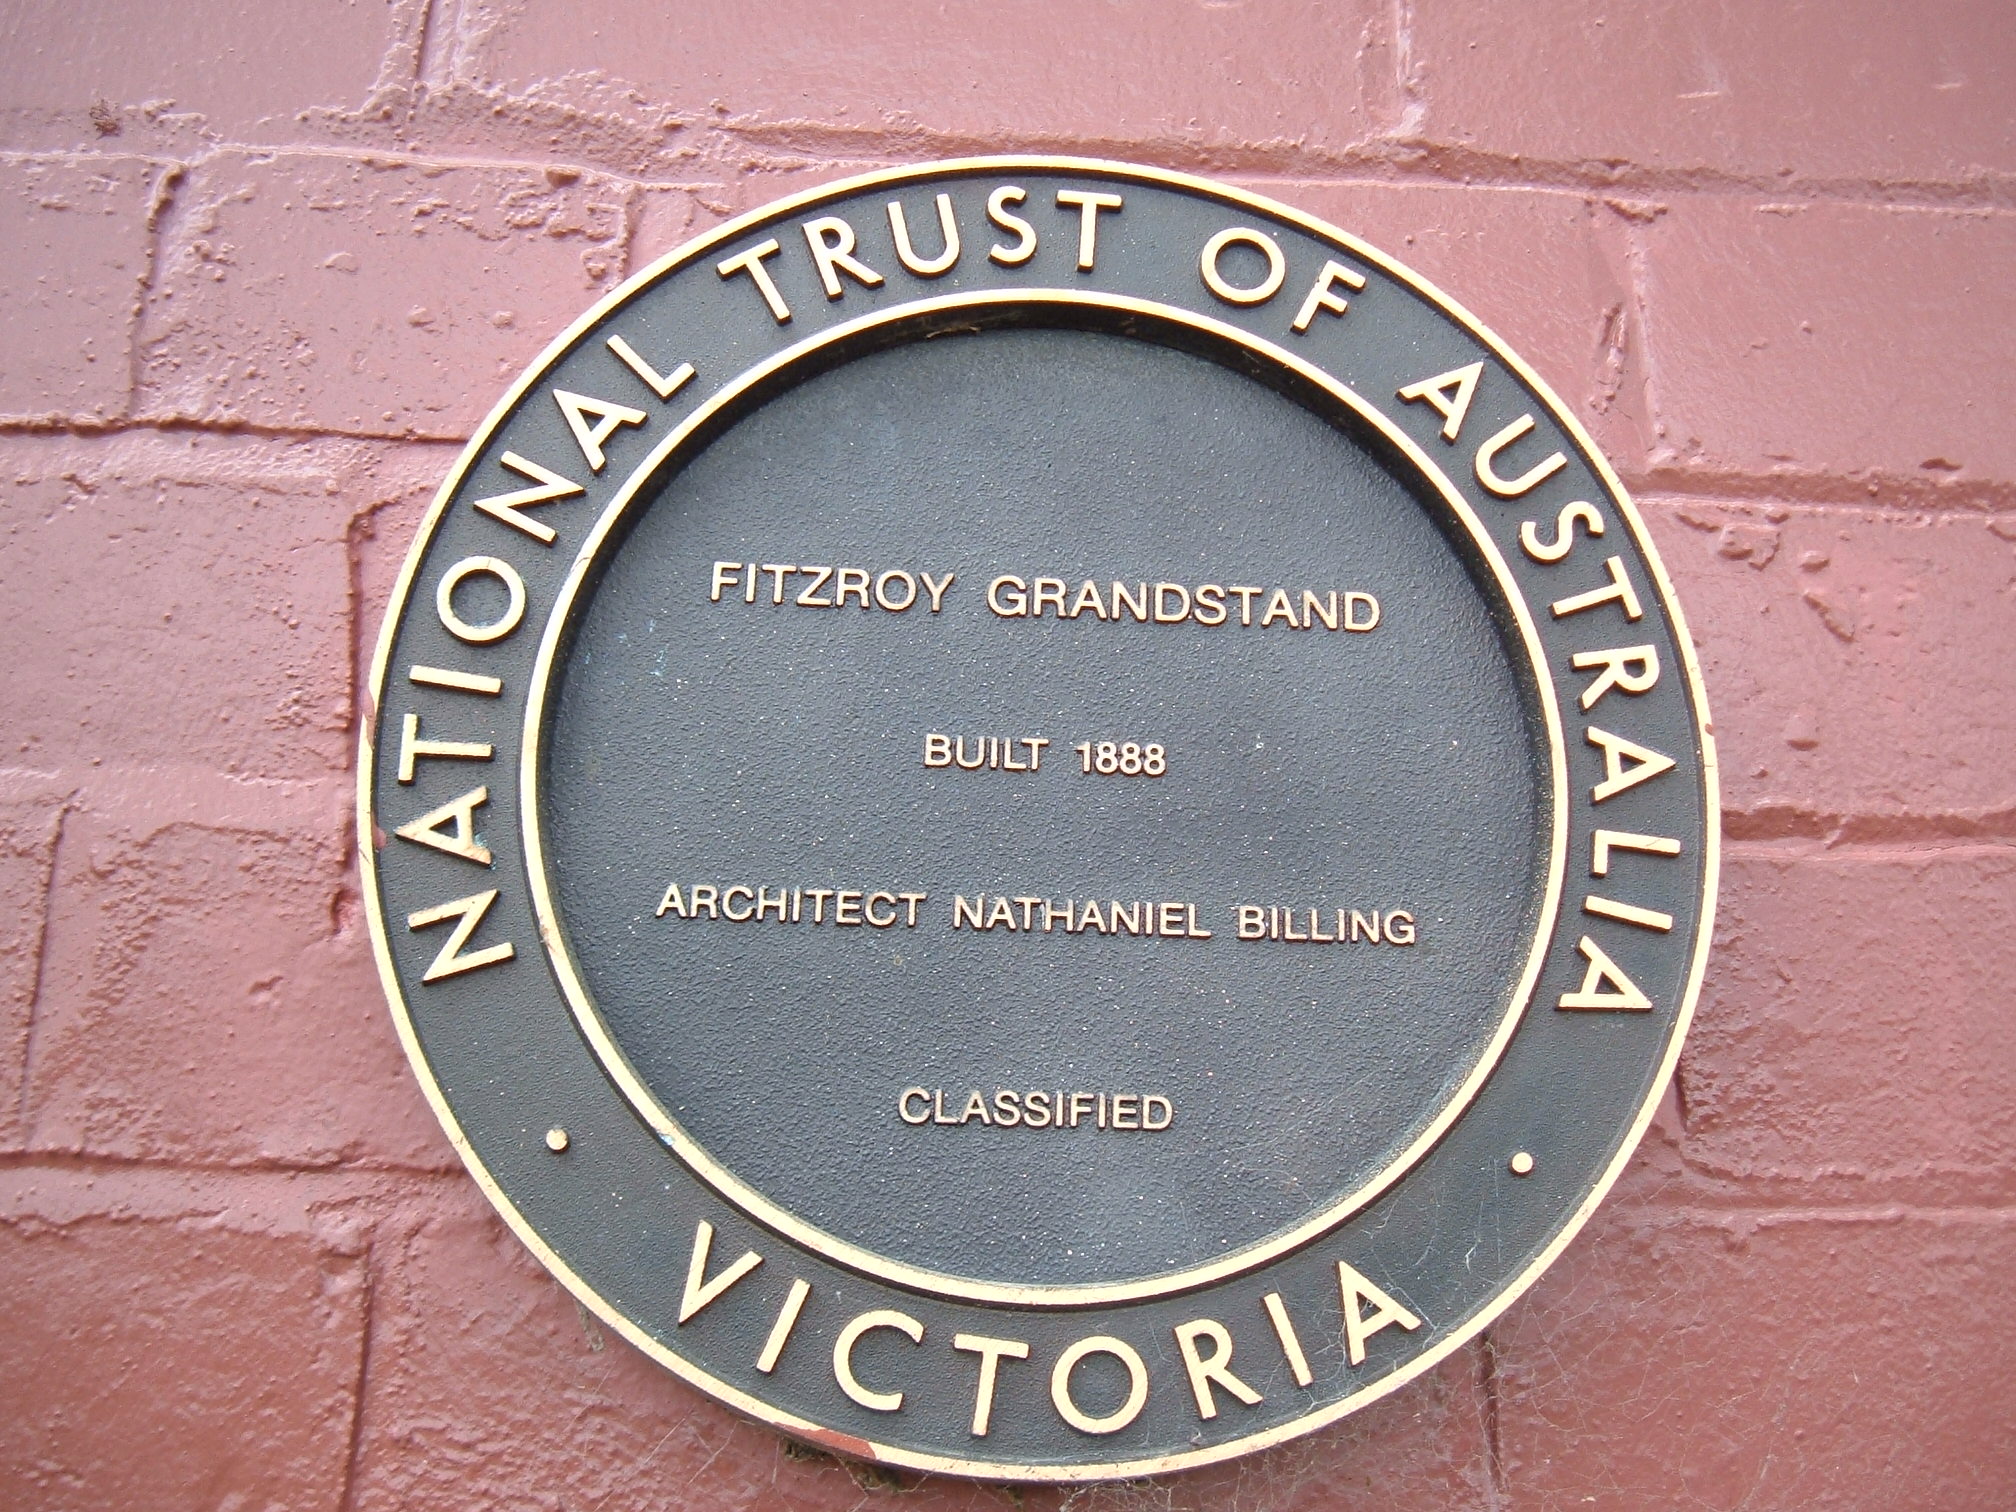 NATIONAL TRUST OF AUSTRALIA
FITZROY GRANDSTAND
BUILT 1888
ARCHITECT NATHANIEL BILLING
CLASSIFIED
VICTORIA